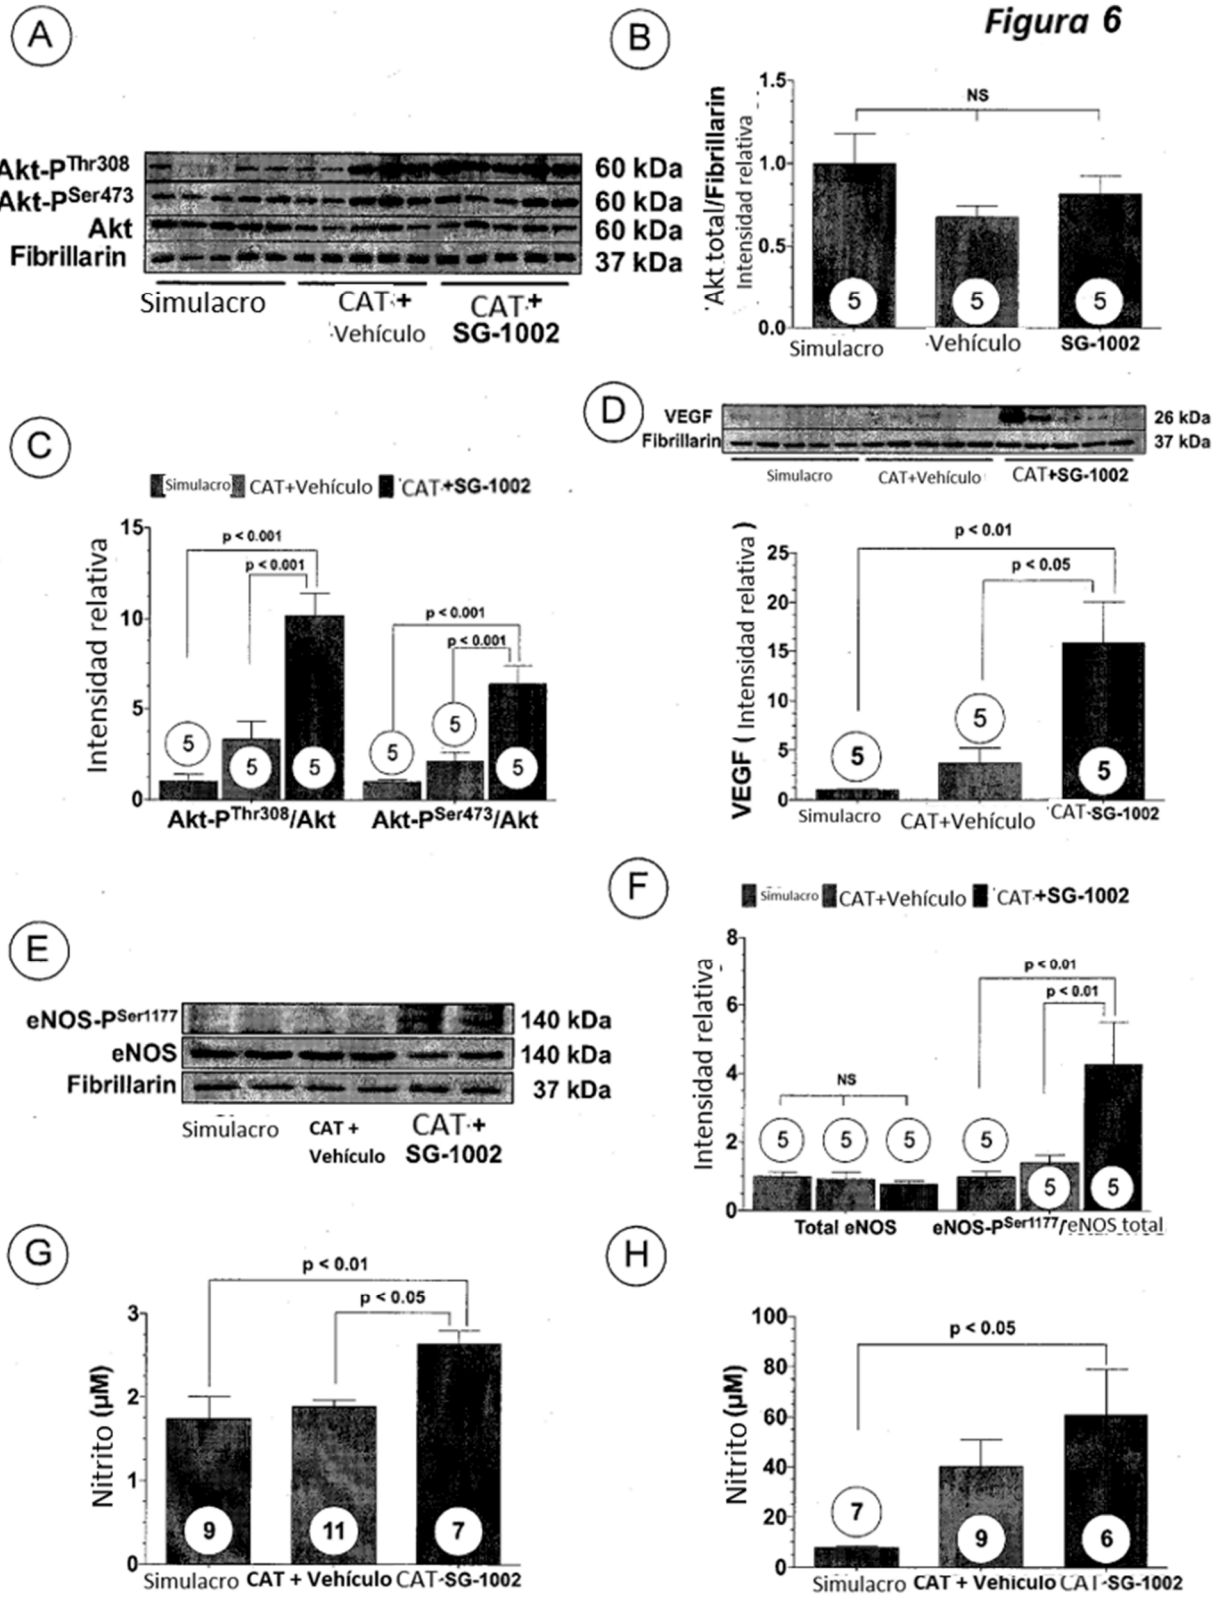 Figura 6
A
Akt-PThr308 60 kDa
Akt-PSer473 60 kDa
Akt 60 kDa
Fibrillarin 37 kDa
Simulacro CAT + Vehículo CAT + SG-1002
B
Akt total/Fibrillarin
Intensidad relativa
1.5
1.0
0.5
0.0
NS
5 5 5
Simulacro Vehículo SG-1002
C
Simulacro CAT+Vehículo CAT+SG-1002
Intensidad relativa
15
10
5
0
p < 0.001
p < 0.001
p < 0.001
p < 0.001
5 5 5 5 5 5 5
Akt-PThr308/Akt Akt-PSer473/Akt
D
VEGF 26 kDa
Fibrillarin 37 kDa
Simulacro CAT+Vehículo CAT+SG-1002
VEGF ( Intensidad relativa )
25
20
15
10
5
0
p < 0.01
p < 0.05
5 5 5
Simulacro CAT+Vehículo CAT-SG-1002
E
eNOS-PSer1177 140 kDa
eNOS 140 kDa
Fibrillarin 37 kDa
Simulacro CAT + Vehículo CAT + SG-1002
F
Simulacro CAT+Vehículo CAT+SG-1002
Intensidad relativa
8
6
4
2
0
NS
p < 0.01
p < 0.01
5 5 5 5 5 5
Total eNOS eNOS-PSer1177/eNOS total
G
Nitrito (µM)
3
2
1
0
p < 0.01
p < 0.05
9 11 7
Simulacro CAT + Vehículo CAT-SG-1002
H
Nitrito (µM)
100
80
60
40
20
0
p < 0.05
7 9 6
Simulacro CAT + Vehiculo CAT-SG-1002